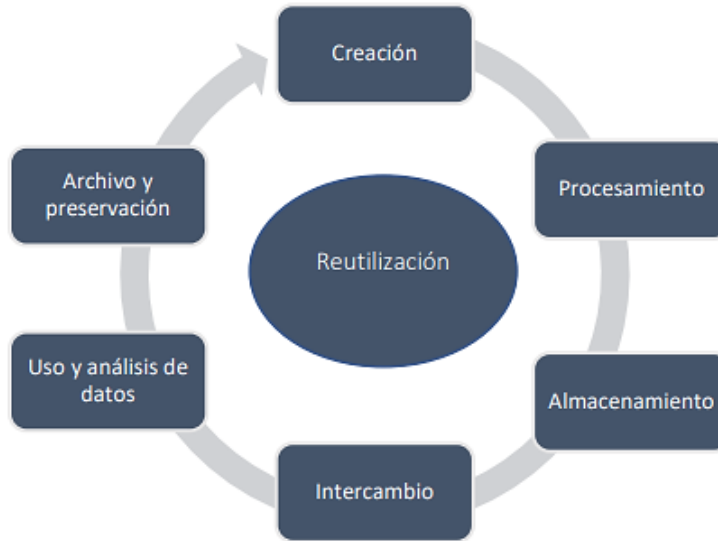 Creación
Procesamiento
Almacenamiento
Intercambio
Uso y análisis de
datos
Archivo y
preservación
Reutilización